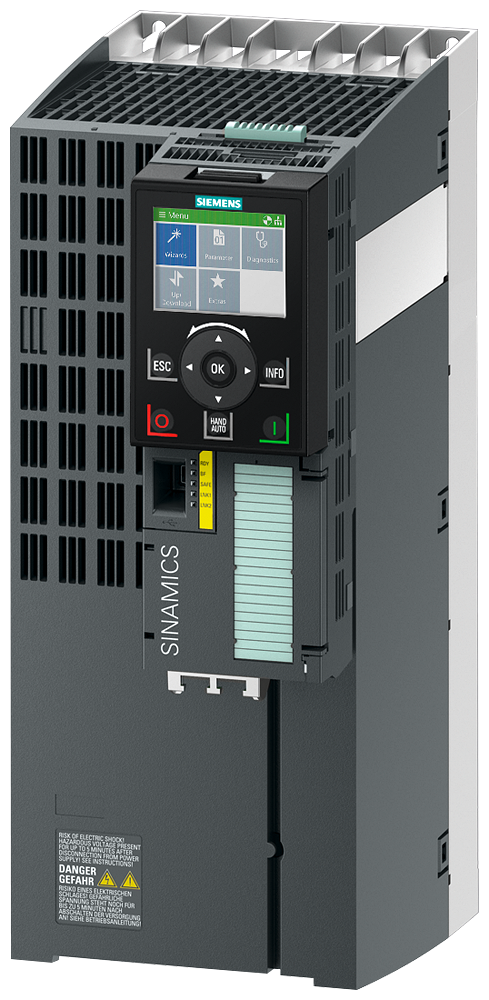 SIEMENS
Menu
Wizards
Parameter
Diagnostics
Up/
Download
Extras
ESC
OK
INFO
HAND
AUTO
RDY
BF
SAFE
LNK1
LNK2
SINAMICS
RISK OF ELECTRIC SHOCK!
HAZARDOUS VOLTAGE PRESENT
FOR UP TO 5 MINUTES AFTER
DISCONNECTION FROM POWER
SUPPLY! SEE INSTRUCTIONS!
DANGER
GEFAHR
RISIKO EINES ELEKTRISCHEN
SCHLAGES! GEFÄHRLICHE
SPANNUNG STEHT NOCH FÜR
BIS ZU 5 MINUTEN NACH
ABSCHALTEN DER VERSORGUNG
AN! SIEHE BETRIEBSANLEITUNG!